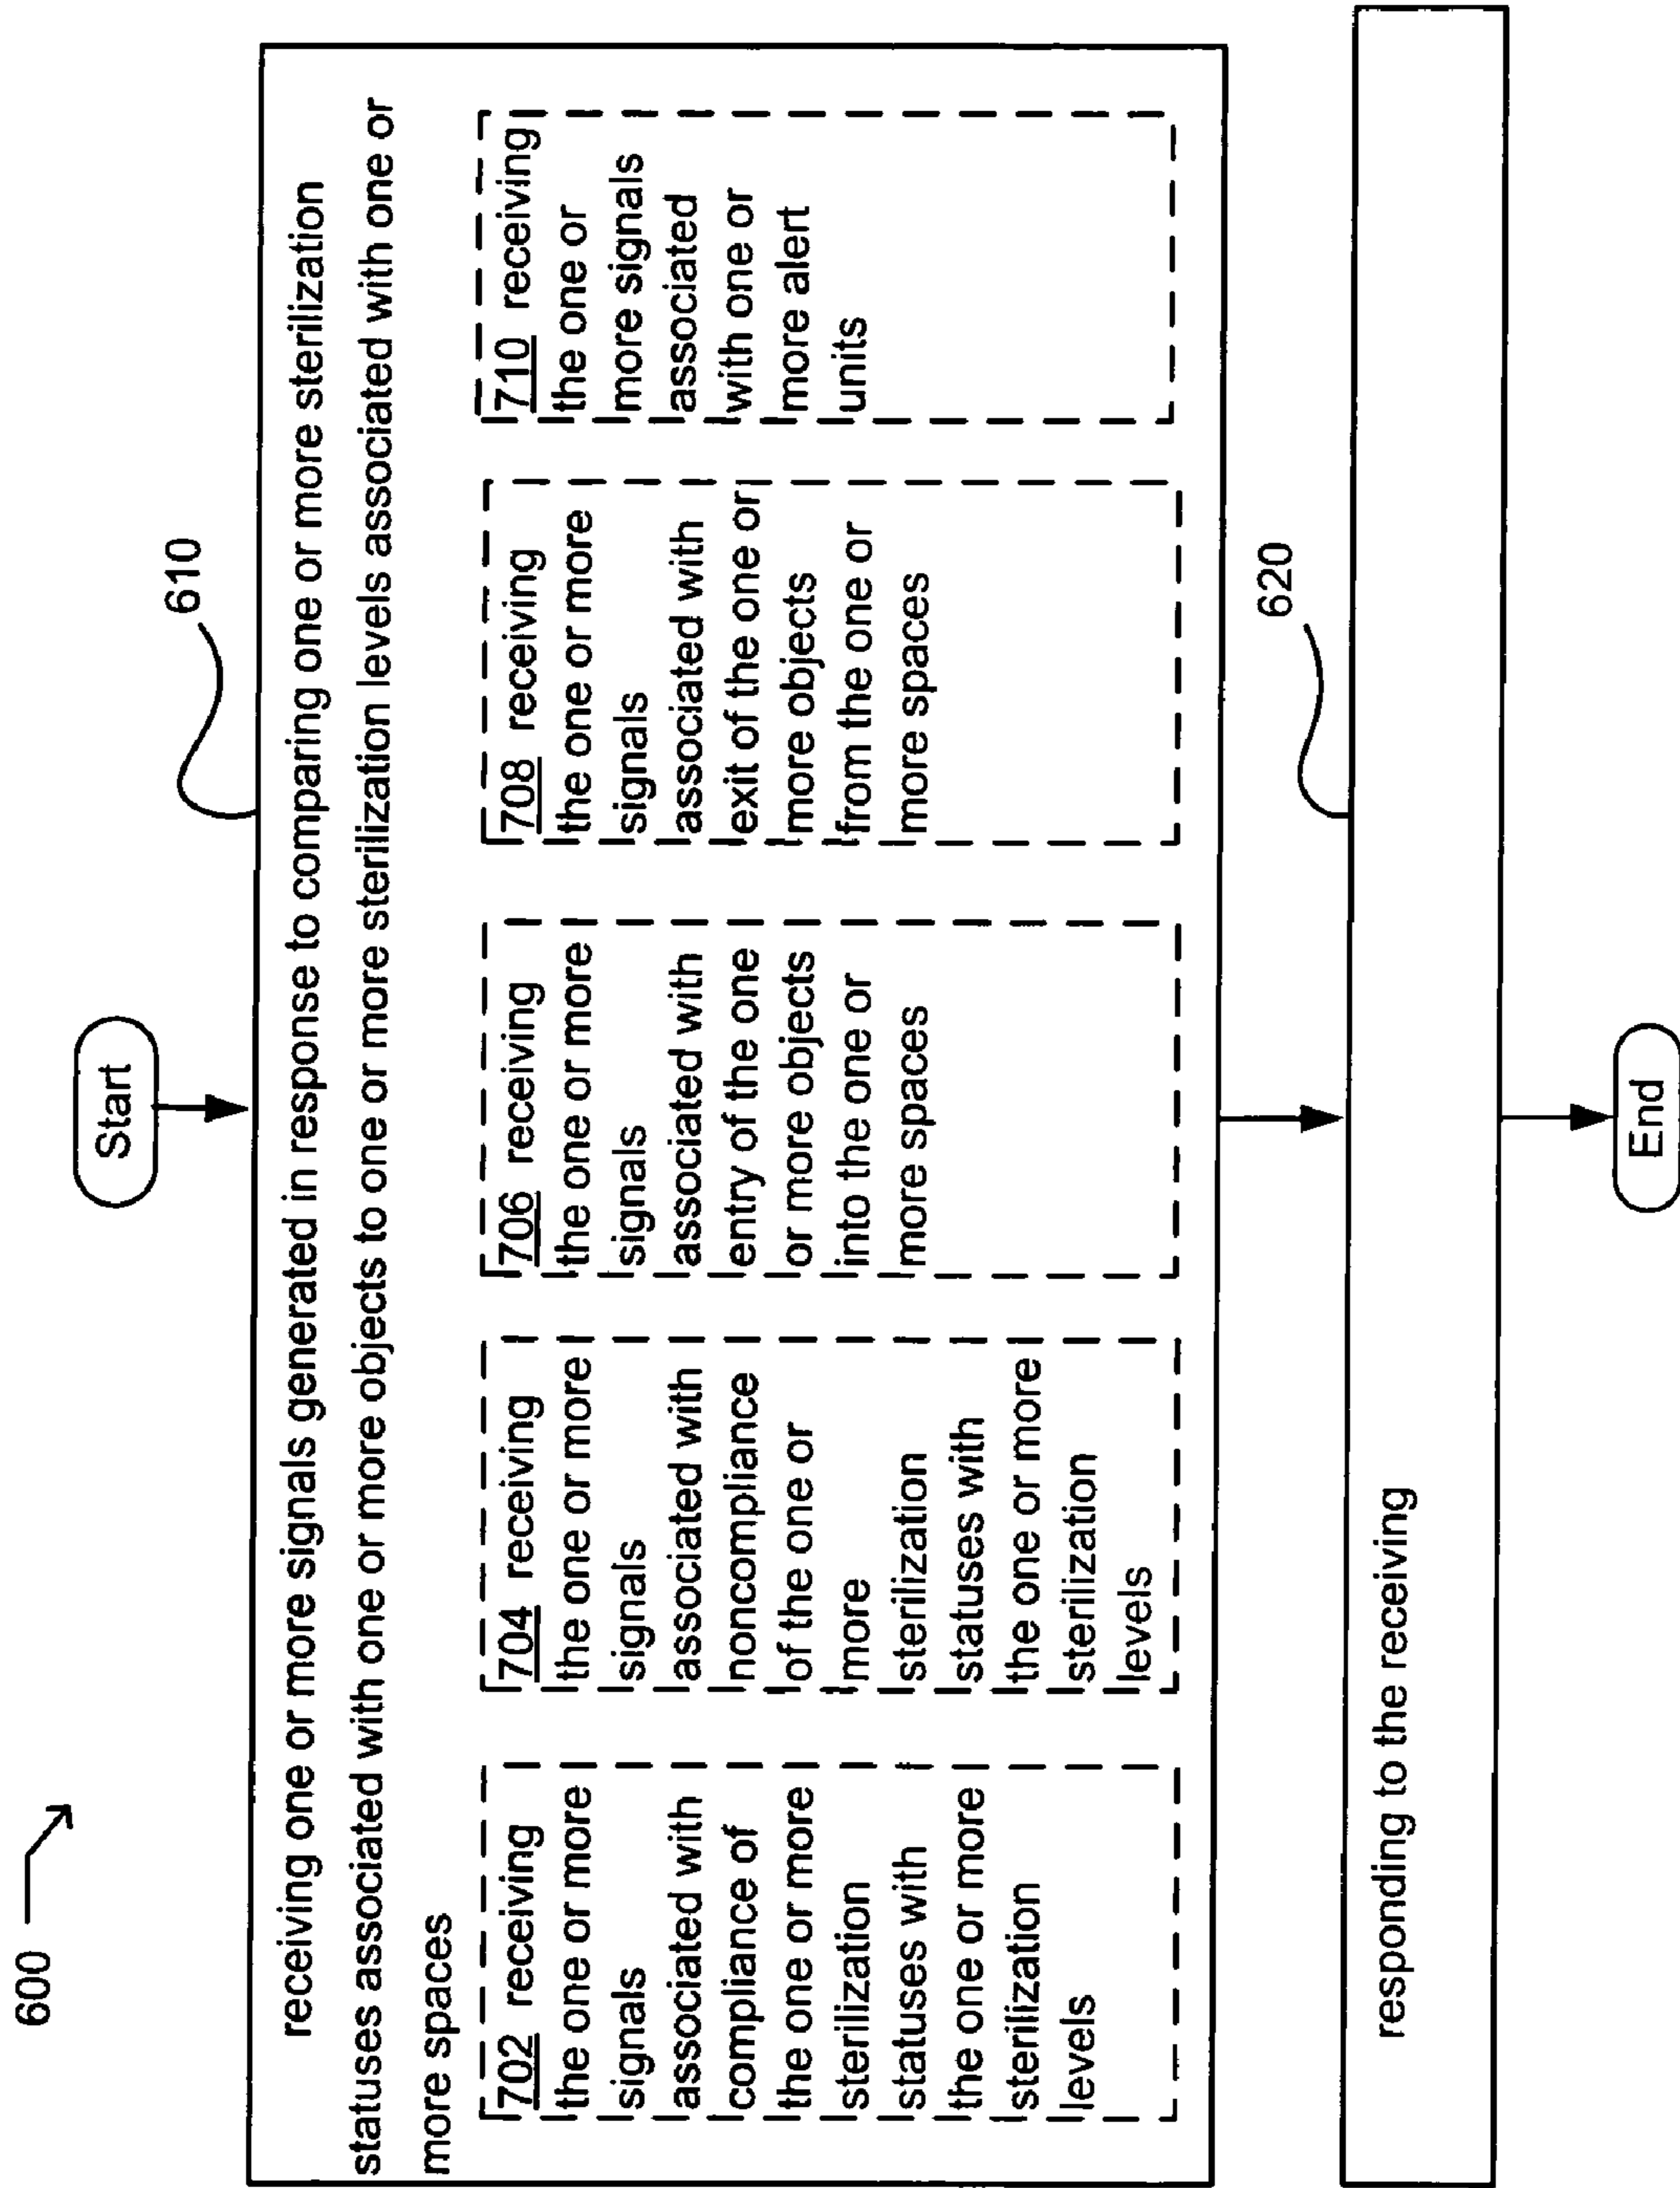 600
Start
610
receiving one or more signals generated in response to comparing one or more sterilization
statuses associated with one or more objects to one or more sterilization levels associated with one or
more spaces
702 receiving
the one or more
signals
associated with
compliance of
the one or more
sterilization
statuses with
the one or more
sterilization
levels
704 receiving
the one or more
signals
associated with
noncompliance
of the one or
more
sterilization
statuses with
the one or more
sterilization
levels
706 receiving
the one or more
signals
associated with
entry of the one
or more objects
into the one or
more spaces
708 receiving
the one or more
signals
associated with
exit of the one or
more objects
from the one or
more spaces
710 receiving
the one or
more signals
associated
with one or
more alert
units
620
responding to the receiving
End